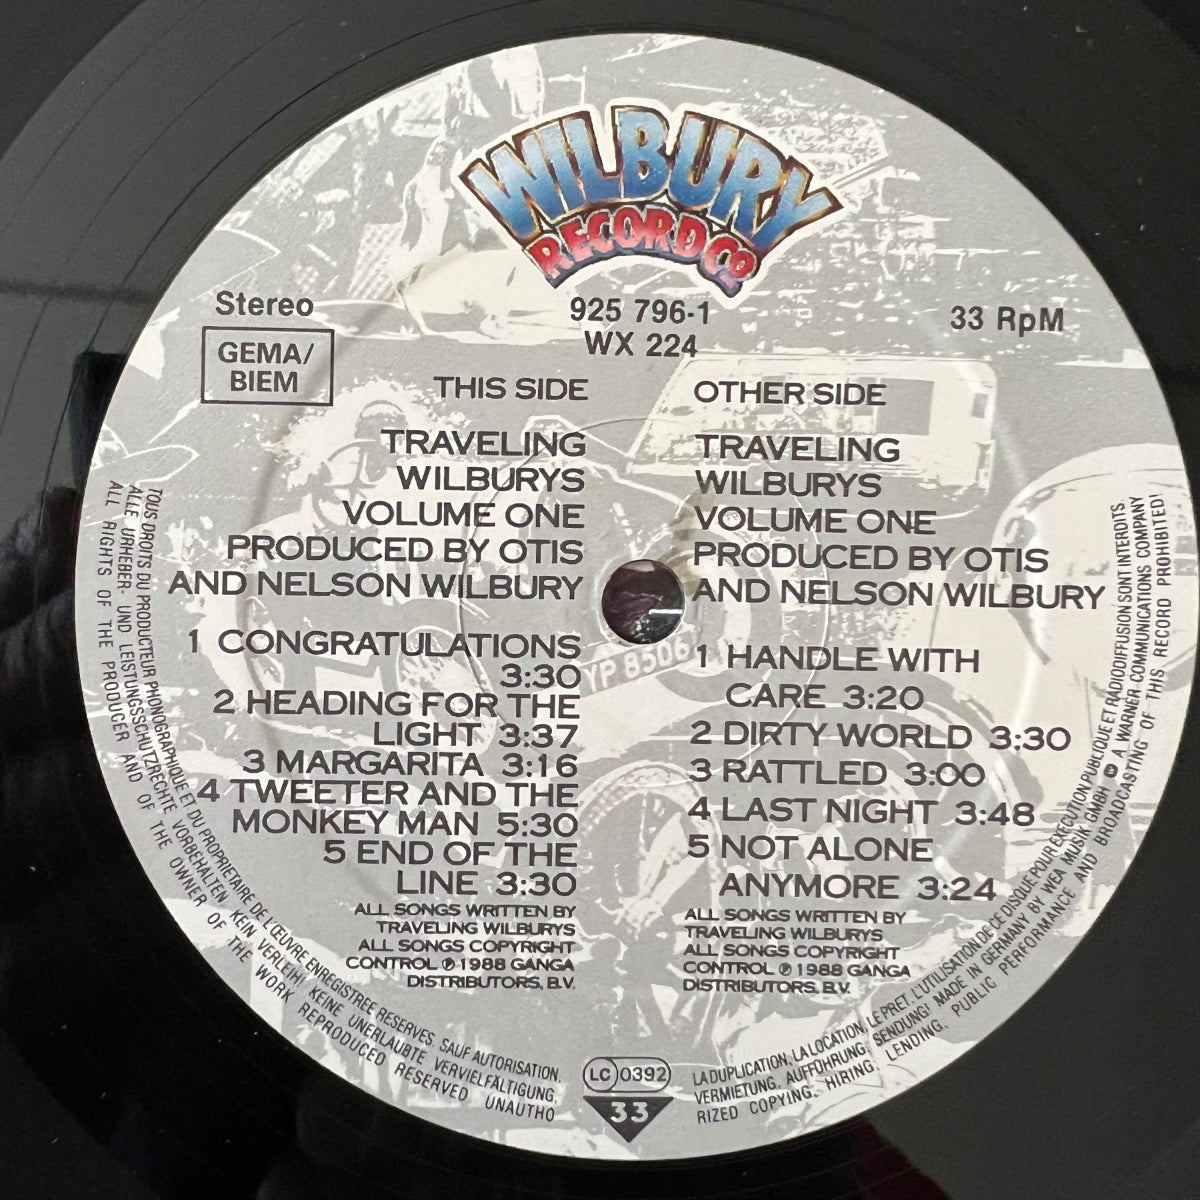 WILBURY
RECORD Co
925 796-1
WX 224
Stereo
33 RpM
GEMA/
BIEM
THIS SIDE
TRAVELING
WILBURYS
VOLUME ONE
PRODUCED BY OTIS
AND NELSON WILBURY
1 CONGRATULATIONS
3:30
2 HEADING FOR THE
LIGHT 3:37
3 MARGARITA 3:16
4 TWEETER AND THE
MONKEY MAN 5:30
5 END OF THE
LINE 3:30
ALL SONGS WRITTEN BY
TRAVELING WILBURYS
ALL SONGS COPYRIGHT
CONTROL ℗ 1988 GANGA
DISTRIBUTORS, B.V.
OTHER SIDE
TRAVELING
WILBURYS
VOLUME ONE
PRODUCED BY OTIS
AND NELSON WILBURY
1 HANDLE WITH
CARE 3:20
2 DIRTY WORLD 3:30
3 RATTLED 3:00
4 LAST NIGHT 3:48
5 NOT ALONE
ANYMORE 3:24
ALL SONGS WRITTEN BY
TRAVELING WILBURYS
ALL SONGS COPYRIGHT
CONTROL ℗ 1988 GANGA
DISTRIBUTORS, B.V.
YP 8506
LC 0392
33
TOUS DROITS DU PRODUCTEUR PHONOGRAPHIQUE ET DU PROPRIETAIRE DE L'ŒUVRE ENREGISTREE RESERVES. SAUF AUTORISATION, LA DUPLICATION, LA LOCATION, LE PRET, L'UTILISATION DE CE DISQUE POUR EXECUTION PUBLIQUE ET RADIODIFFUSION SONT INTERDITS.
ALLE URHEBER- UND LEISTUNGSSCHUTZRECHTE VORBEHALTEN. KEIN VERLEIH! KEINE UNERLAUBTE VERVIELFÄLTIGUNG, VERMIETUNG, AUFFÜHRUNG, SENDUNG! MADE IN GERMANY BY WEA MUSIK GMBH ℗ A WARNER COMMUNICATIONS COMPANY
ALL RIGHTS OF THE PRODUCER AND OF THE OWNER OF THE WORK REPRODUCED RESERVED UNAUTHO RIZED COPYING, HIRING, LENDING, PUBLIC PERFORMANCE AND BROADCASTING OF THIS RECORD PROHIBITED!